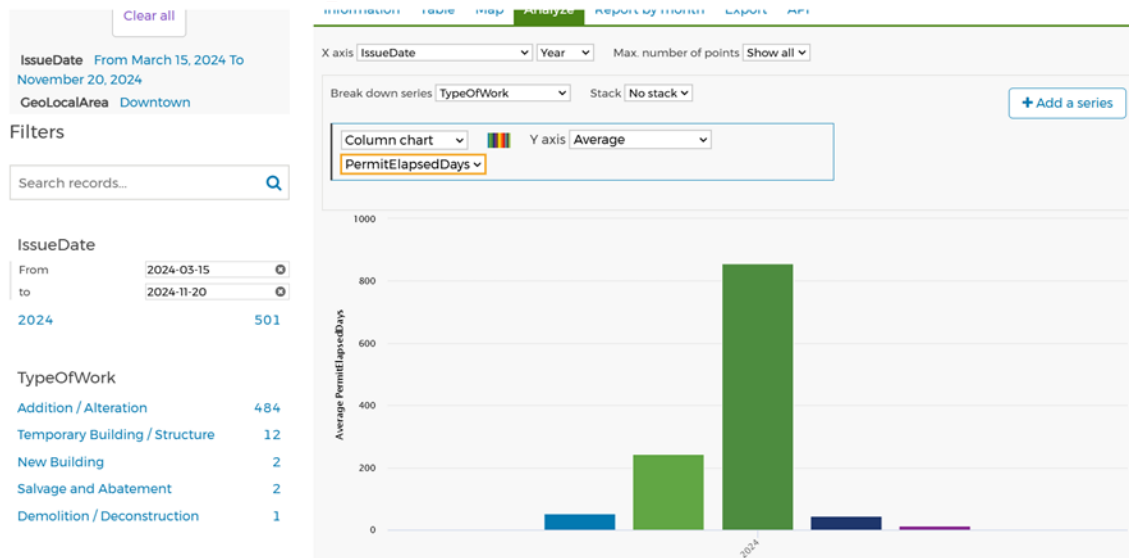 Clear all
IssueDate From March 15, 2024 To
November 20, 2024
GeoLocalArea Downtown
Filters
Search records...
IssueDate
From 2024-03-15
to 2024-11-20
2024 501
TypeOfWork
Addition / Alteration 484
Temporary Building / Structure 12
New Building 2
Salvage and Abatement 2
Demolition / Deconstruction 1
Information Table Map Analyze Report by month Export API
X axis IssueDate Year Max. number of points Show all
Break down series TypeOfWork Stack No stack
+ Add a series
Column chart Y axis Average
PermitElapsedDays
1000
800
600
400
200
0
Average PermitElapsedDays
2024